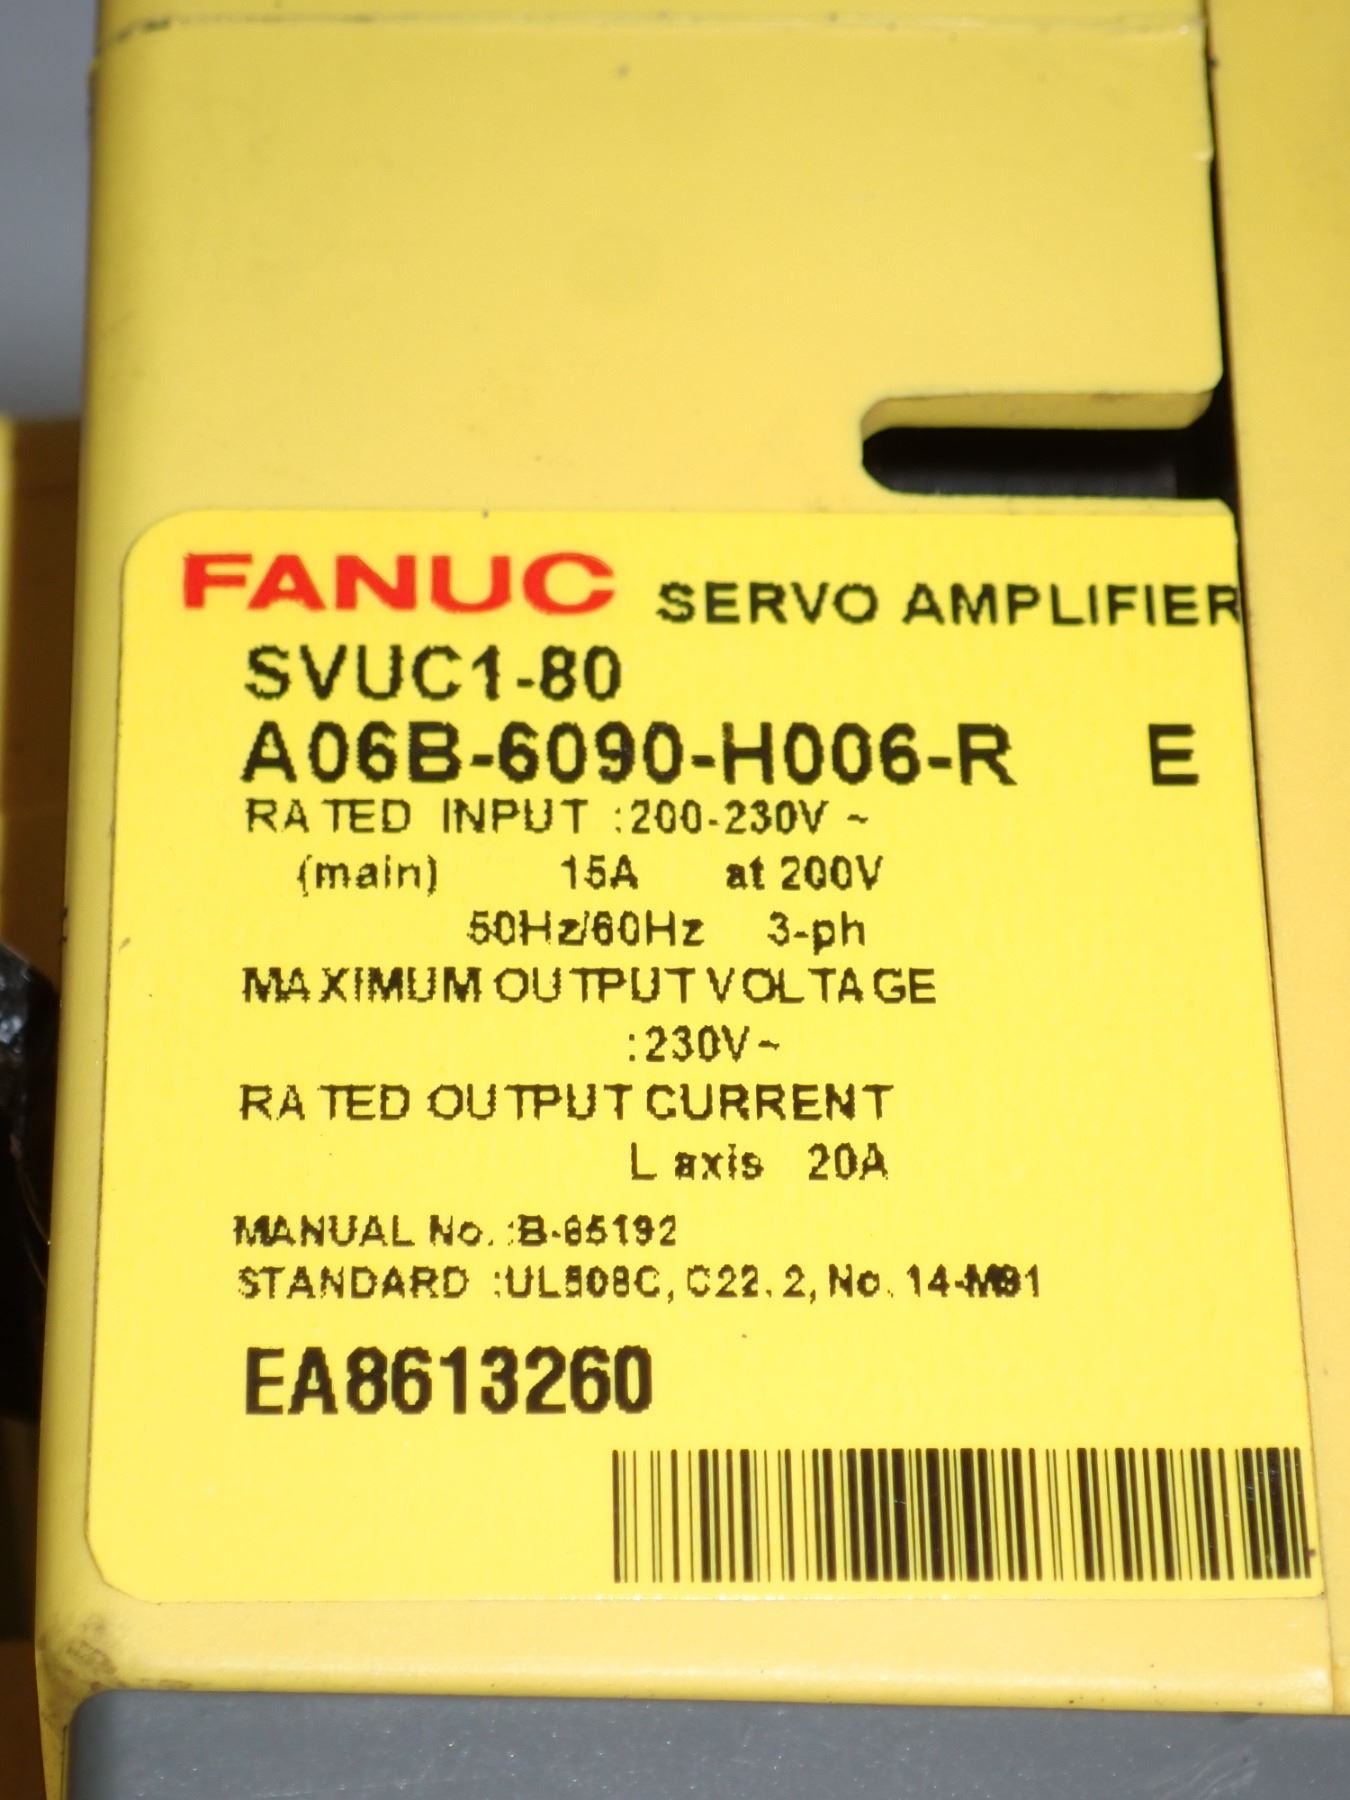 FANUC SERVO AMPLIFIER
SVUC1-80
A06B-6090-H006-R E
RATED INPUT :200-230V ~
(main) 15A at 200V
50Hz/60Hz 3-ph
MAXIMUM OUTPUT VOLTAGE
:230V~
RATED OUTPUT CURRENT
L axis 20A
MANUAL No. :B-65192
STANDARD :UL508C, C22.2, No. 14-M91
EA8613260